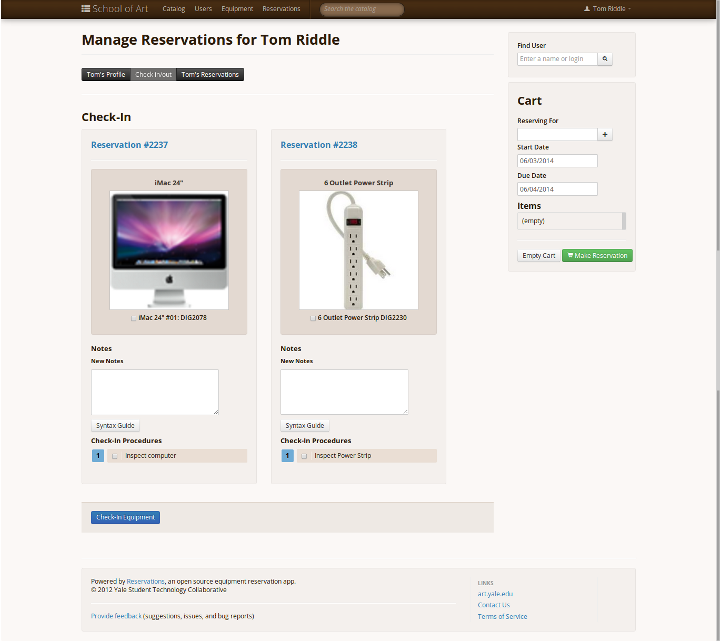 School of Art Catalog Users Equipment Reservations Search the catalog Tom Riddle
Manage Reservations for Tom Riddle
Tom's Profile Check in/out Tom's Reservations
Check-In
Reservation #2237
iMac 24"
iMac 24" #01: DIG2078
Notes
New Notes
Syntax Guide
Check-In Procedures
1 Inspect computer
Reservation #2238
6 Outlet Power Strip
6 Outlet Power Strip DIG2230
Notes
New Notes
Syntax Guide
Check-In Procedures
1 Inspect Power Strip
Check-In Equipment
Find User
Enter a name or login
Cart
Reserving For
+
Start Date
06/03/2014
Due Date
06/04/2014
Items
(empty)
Empty Cart Make Reservation
Powered by Reservations, an open source equipment reservation app.
© 2012 Yale Student Technology Collaborative
Provide feedback (suggestions, issues, and bug reports)
LINKS
art.yale.edu
Contact Us
Terms of Service